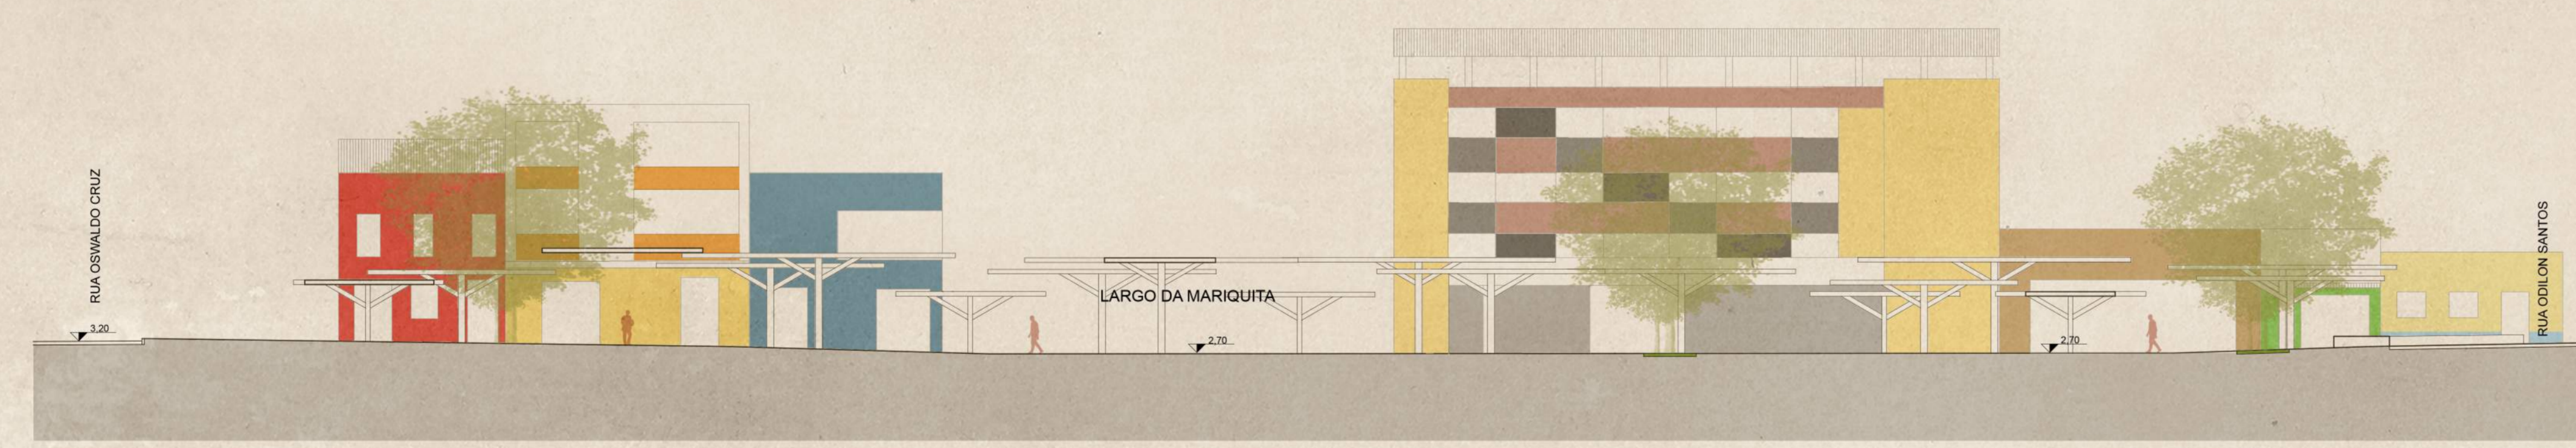 RUA OSWALDO CRUZ
3,20
LARGO DA MARIQUITA
2,70
2,70
RUA ODILON SANTOS